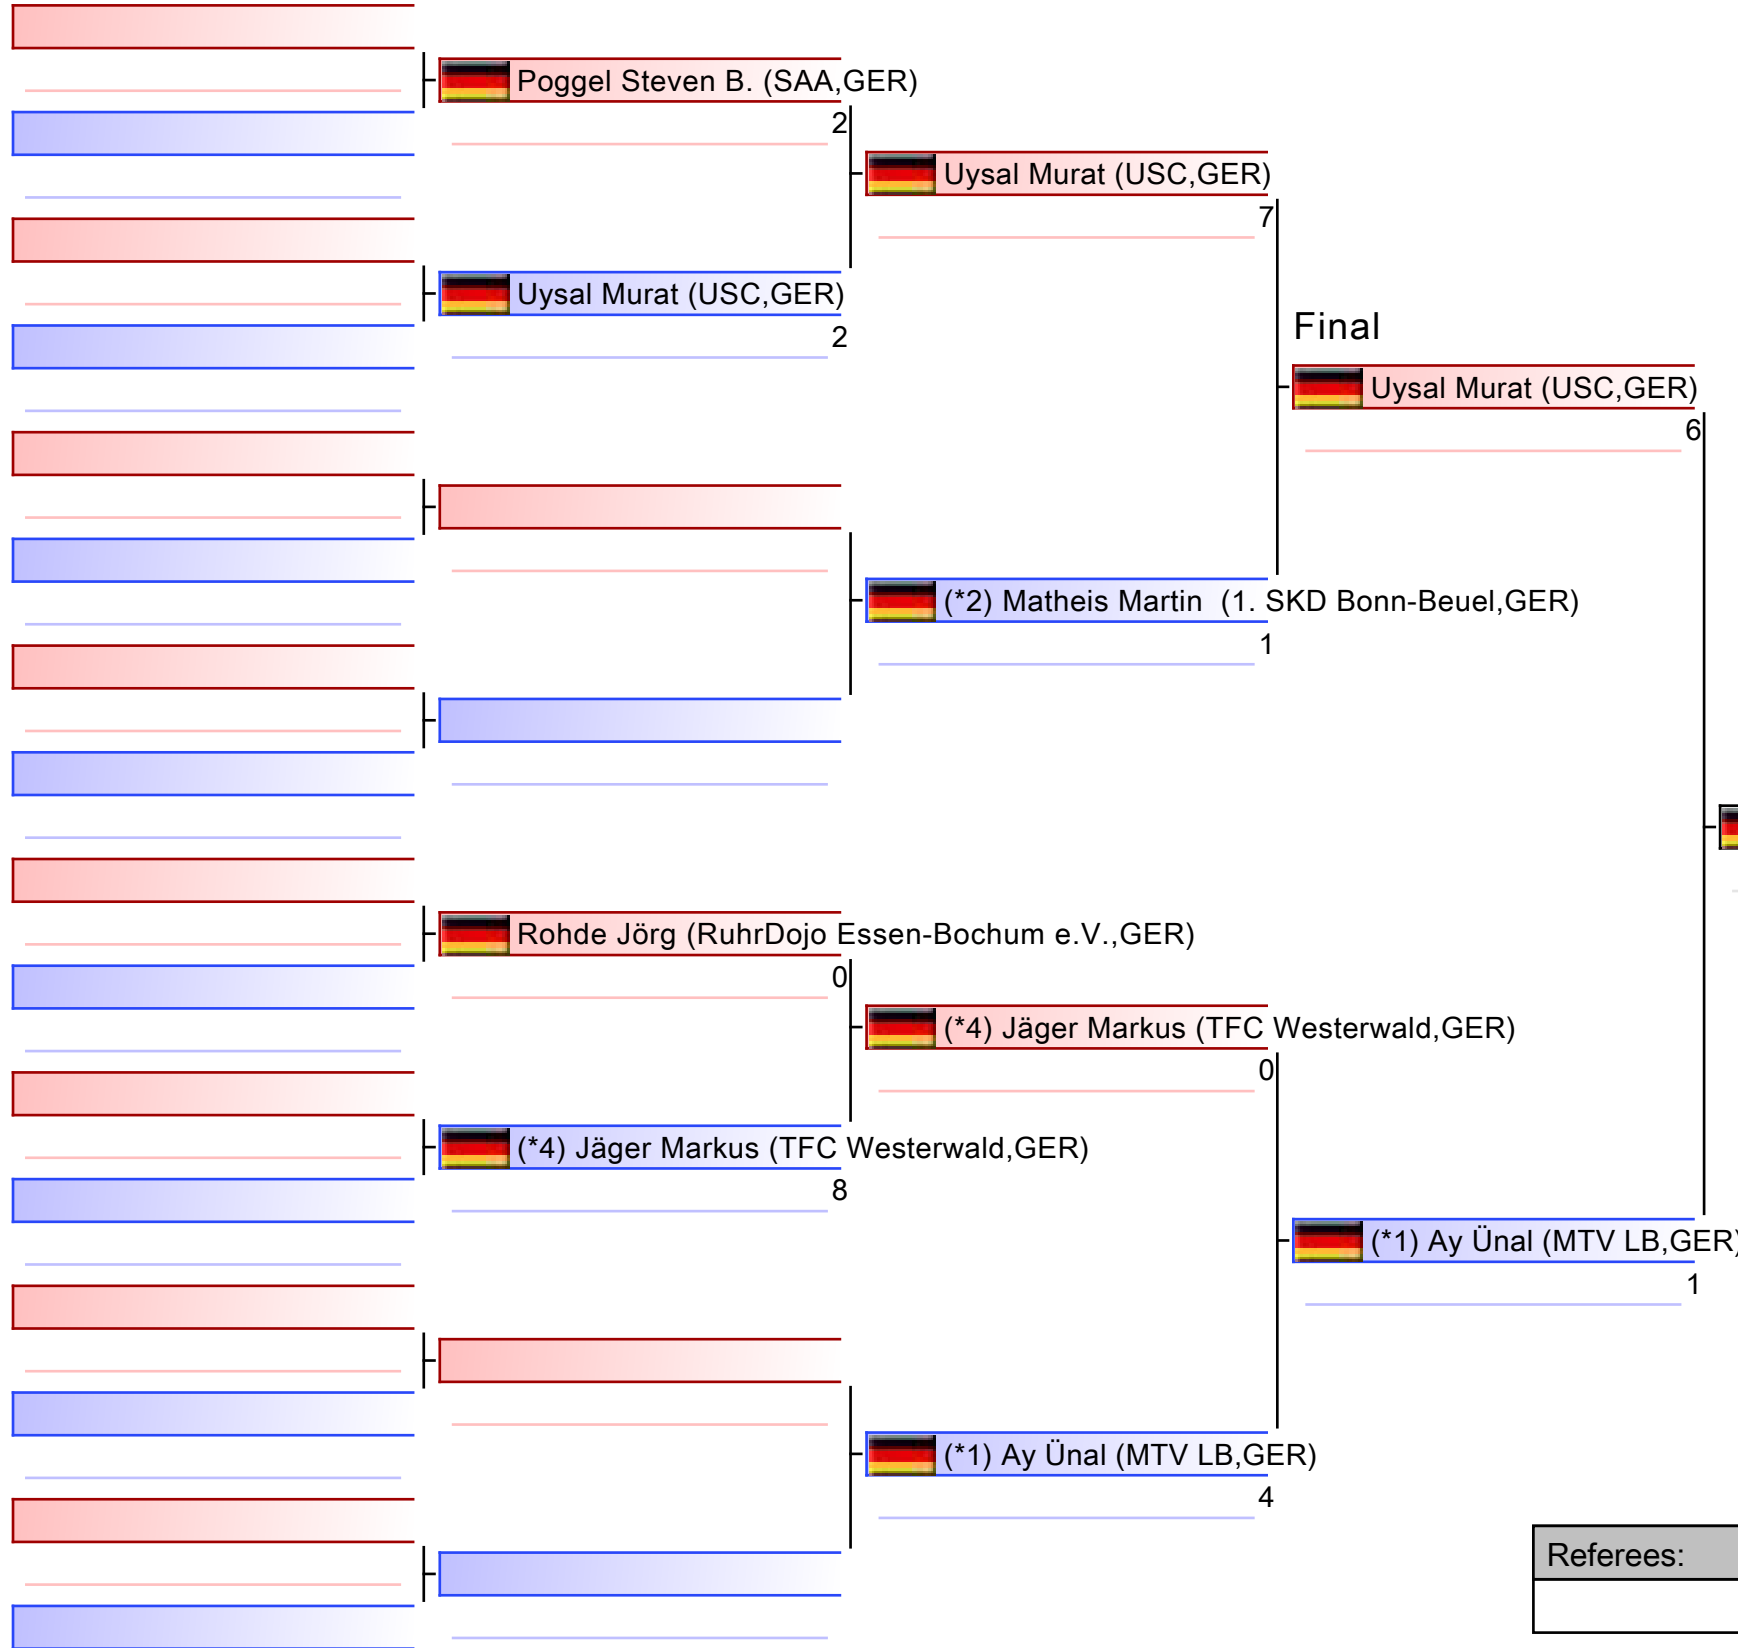 Poggel Steven B. (SAA,GER)
2
Uysal Murat (USC,GER)
7
Uysal Murat (USC,GER)
2
Final
Uysal Murat (USC,GER)
6
(*2) Matheis Martin (1. SKD Bonn-Beuel,GER)
1
Rohde Jörg (RuhrDojo Essen-Bochum e.V.,GER)
0
(*4) Jäger Markus (TFC Westerwald,GER)
0
(*4) Jäger Markus (TFC Westerwald,GER)
8
(*1) Ay Ünal (MTV LB,GER)
1
(*1) Ay Ünal (MTV LB,GER)
4
Referees: